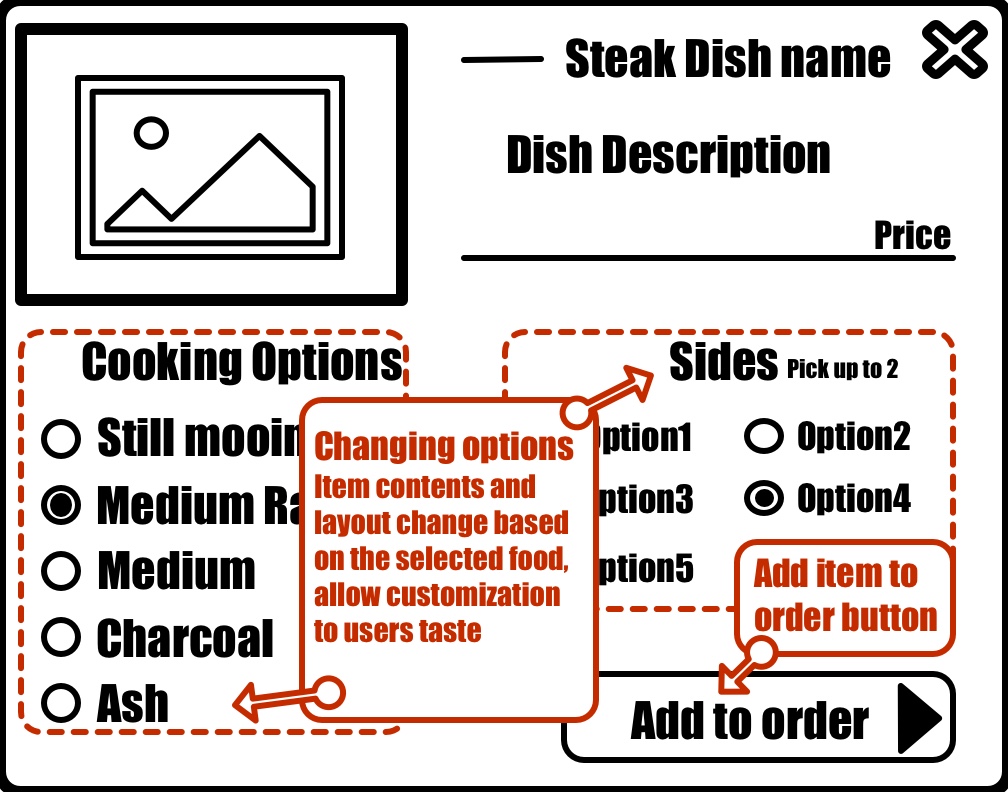 Steak Dish name
Dish Description
Price
Cooking Options
Still mooin
Medium Ra
Medium
Charcoal
Ash
Changing options
Item contents and
layout change based
on the selected food,
allow customization
to users taste
Sides Pick up to 2
ption1
Option2
ption3
Option4
ption5
Add item to
order button
Add to order